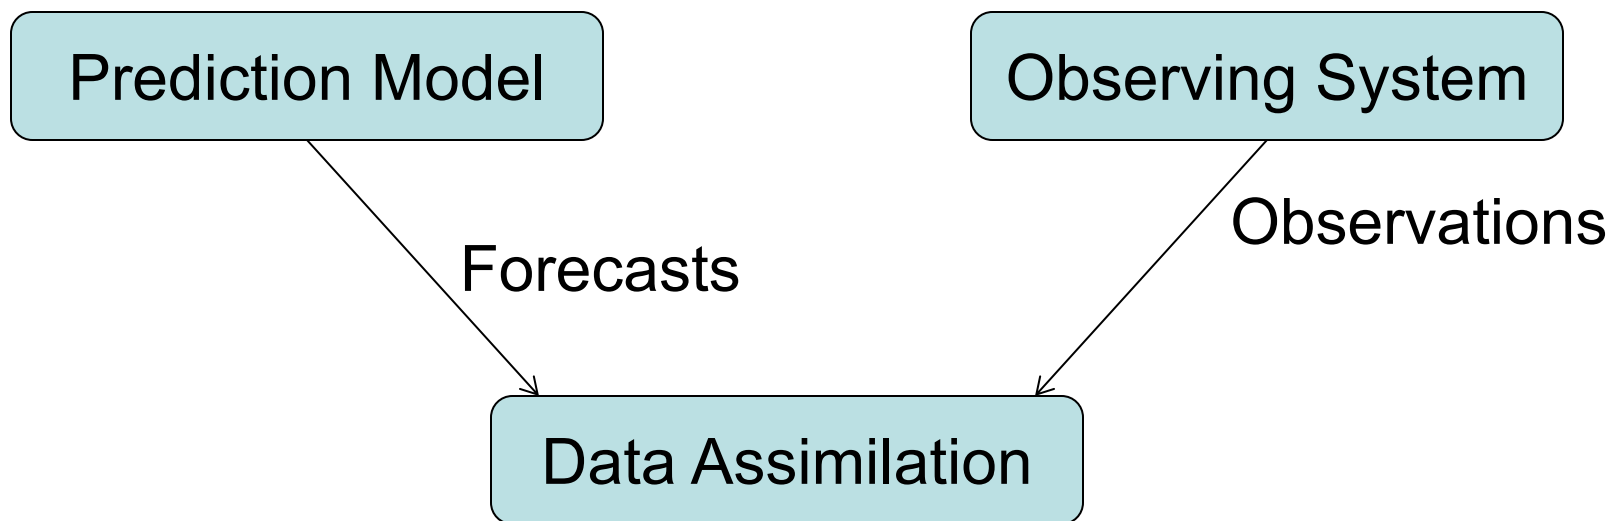 Prediction Model
Observing System
Observations
Forecasts
Data Assimilation